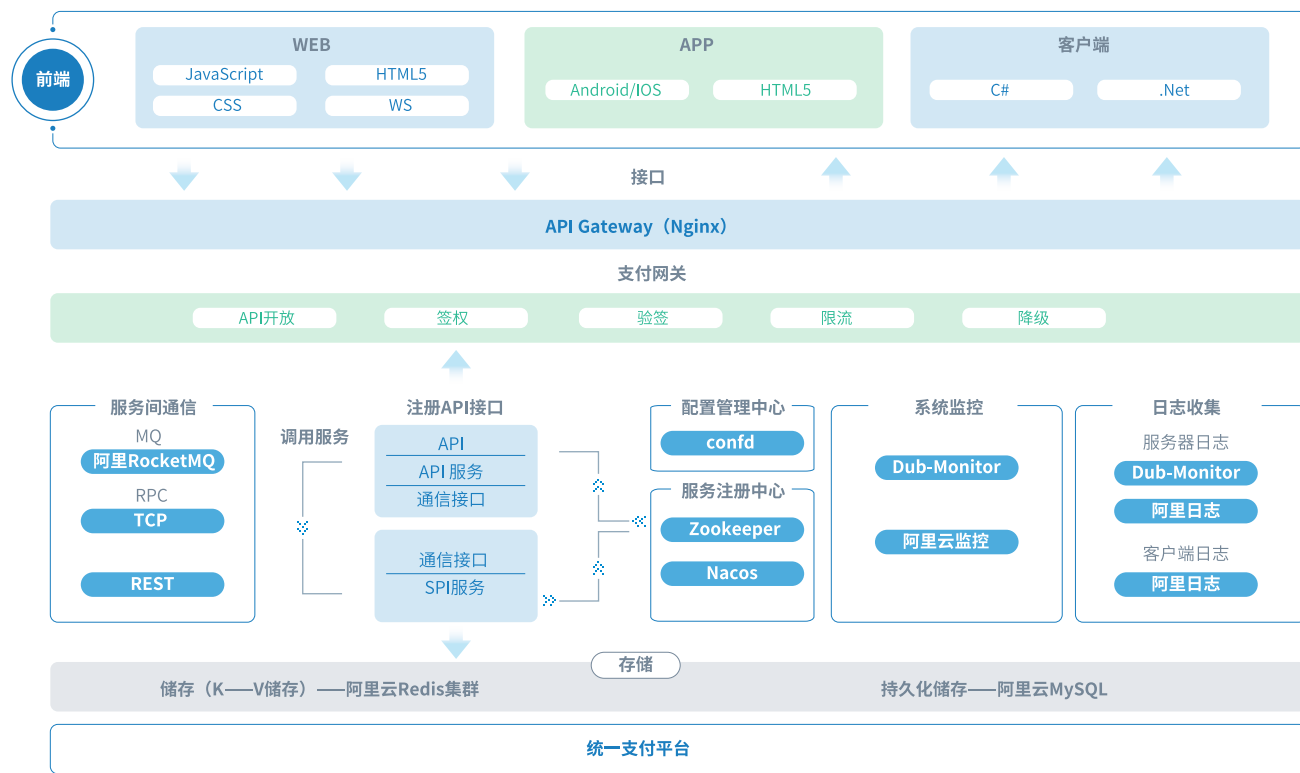 前端
WEB
JavaScript
HTML5
CSS
WS
APP
Android/IOS
HTML5
客户端
C#
.Net
接口
API Gateway（Nginx）
支付网关
API开放
签权
验签
限流
降级
服务间通信
MQ
阿里RocketMQ
RPC
TCP
REST
调用服务
注册API接口
API
API 服务
通信接口
通信接口
SPI服务
配置管理中心
confd
服务注册中心
Zookeeper
Nacos
系统监控
Dub-Monitor
阿里云监控
日志收集
服务器日志
Dub-Monitor
阿里日志
客户端日志
阿里日志
存储
储存（K——V储存）——阿里云Redis集群
持久化储存——阿里云MySQL
统一支付平台